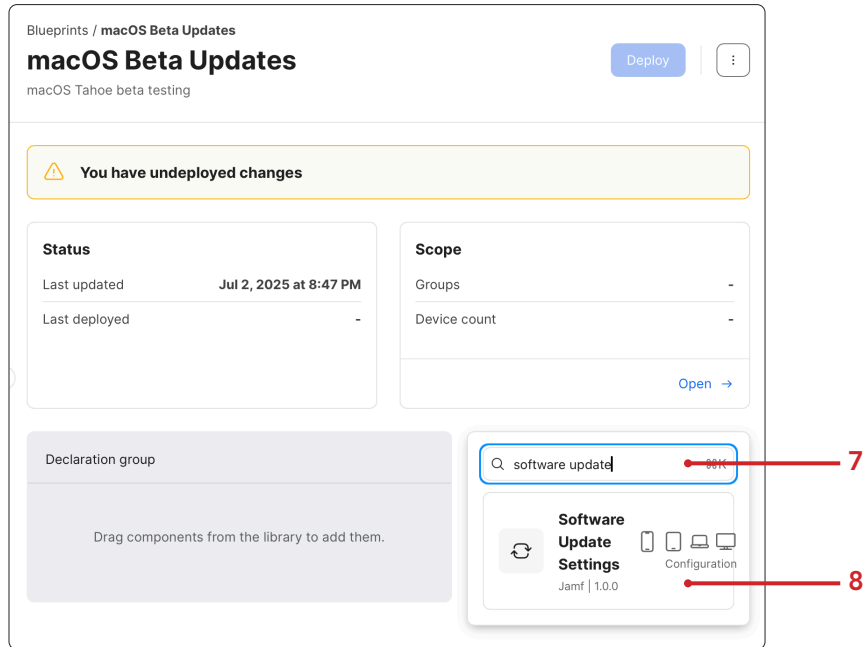 Blueprints / macOS Beta Updates
macOS Beta Updates
macOS Tahoe beta testing
Deploy
You have undeployed changes
Status
Last updated Jul 2, 2025 at 8:47 PM
Last deployed -
Scope
Groups -
Device count -
Open →
Declaration group
Drag components from the library to add them.
software update ⌘K
7
Software
Update
Settings
Configuration
Jamf | 1.0.0
8